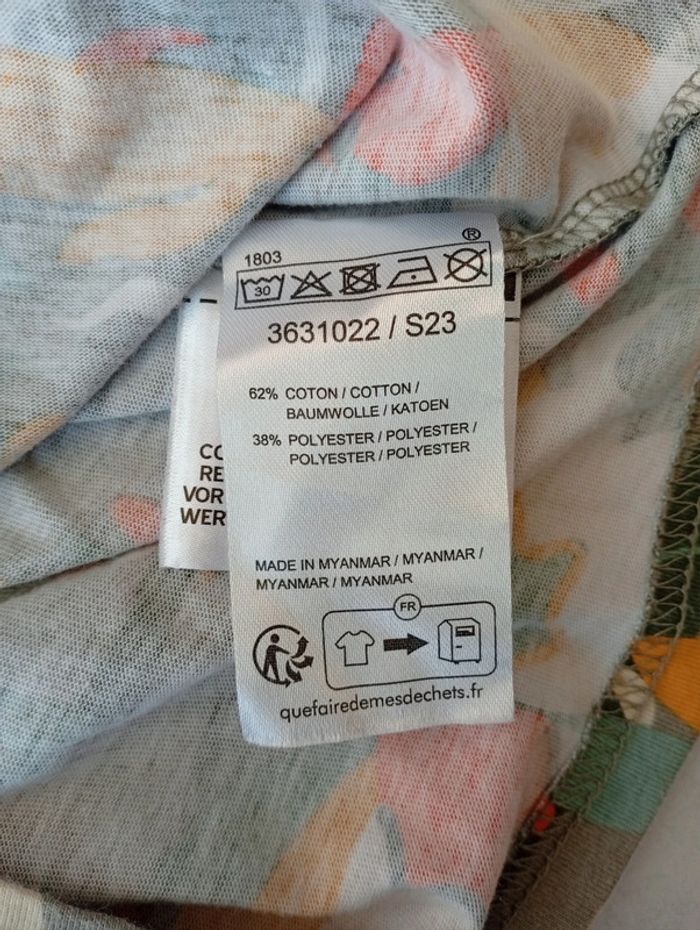 1803
®
30
3631022 / S23
62% COTON / COTTON /
BAUMWOLLE / KATOEN
38% POLYESTER / POLYESTER /
POLYESTER / POLYESTER
MADE IN MYANMAR / MYANMAR /
MYANMAR / MYANMAR
FR
quefairedemesdechets.fr
CO
RE
VOR
WER